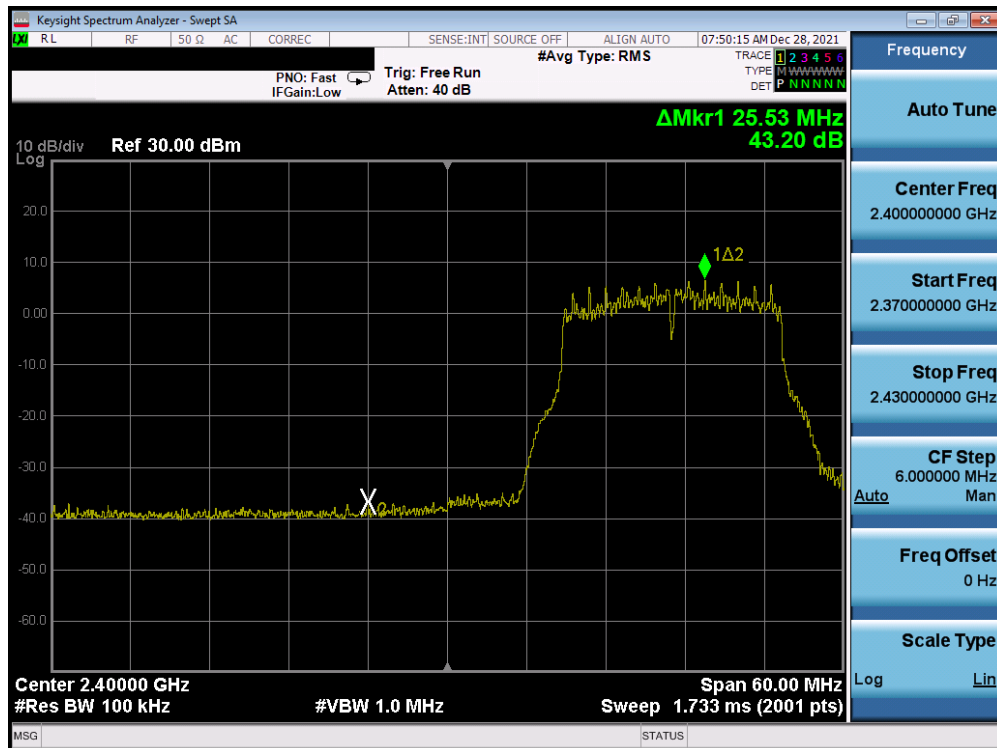 Keysight Spectrum Analyzer - Swept SA
LXI RL RF 50 Ω AC CORREC SENSE:INT SOURCE OFF ALIGN AUTO 07:50:15 AM Dec 28, 2021
PNO: Fast
IFGain:Low
Trig: Free Run
Atten: 40 dB
#Avg Type: RMS
TRACE 1 2 3 4 5 6
TYPE M WWWWW
DET P N N N N N
ΔMkr1 25.53 MHz
43.20 dB
10 dB/div Ref 30.00 dBm
Log
20.0
10.0
0.00
-10.0
-20.0
-30.0
-40.0
-50.0
-60.0
1Δ2
X2
Center 2.40000 GHz Span 60.00 MHz
#Res BW 100 kHz #VBW 1.0 MHz Sweep 1.733 ms (2001 pts)
MSG STATUS
Frequency
Auto Tune
Center Freq
2.400000000 GHz
Start Freq
2.370000000 GHz
Stop Freq
2.430000000 GHz
CF Step
6.000000 MHz
Auto Man
Freq Offset
0 Hz
Scale Type
Log Lin